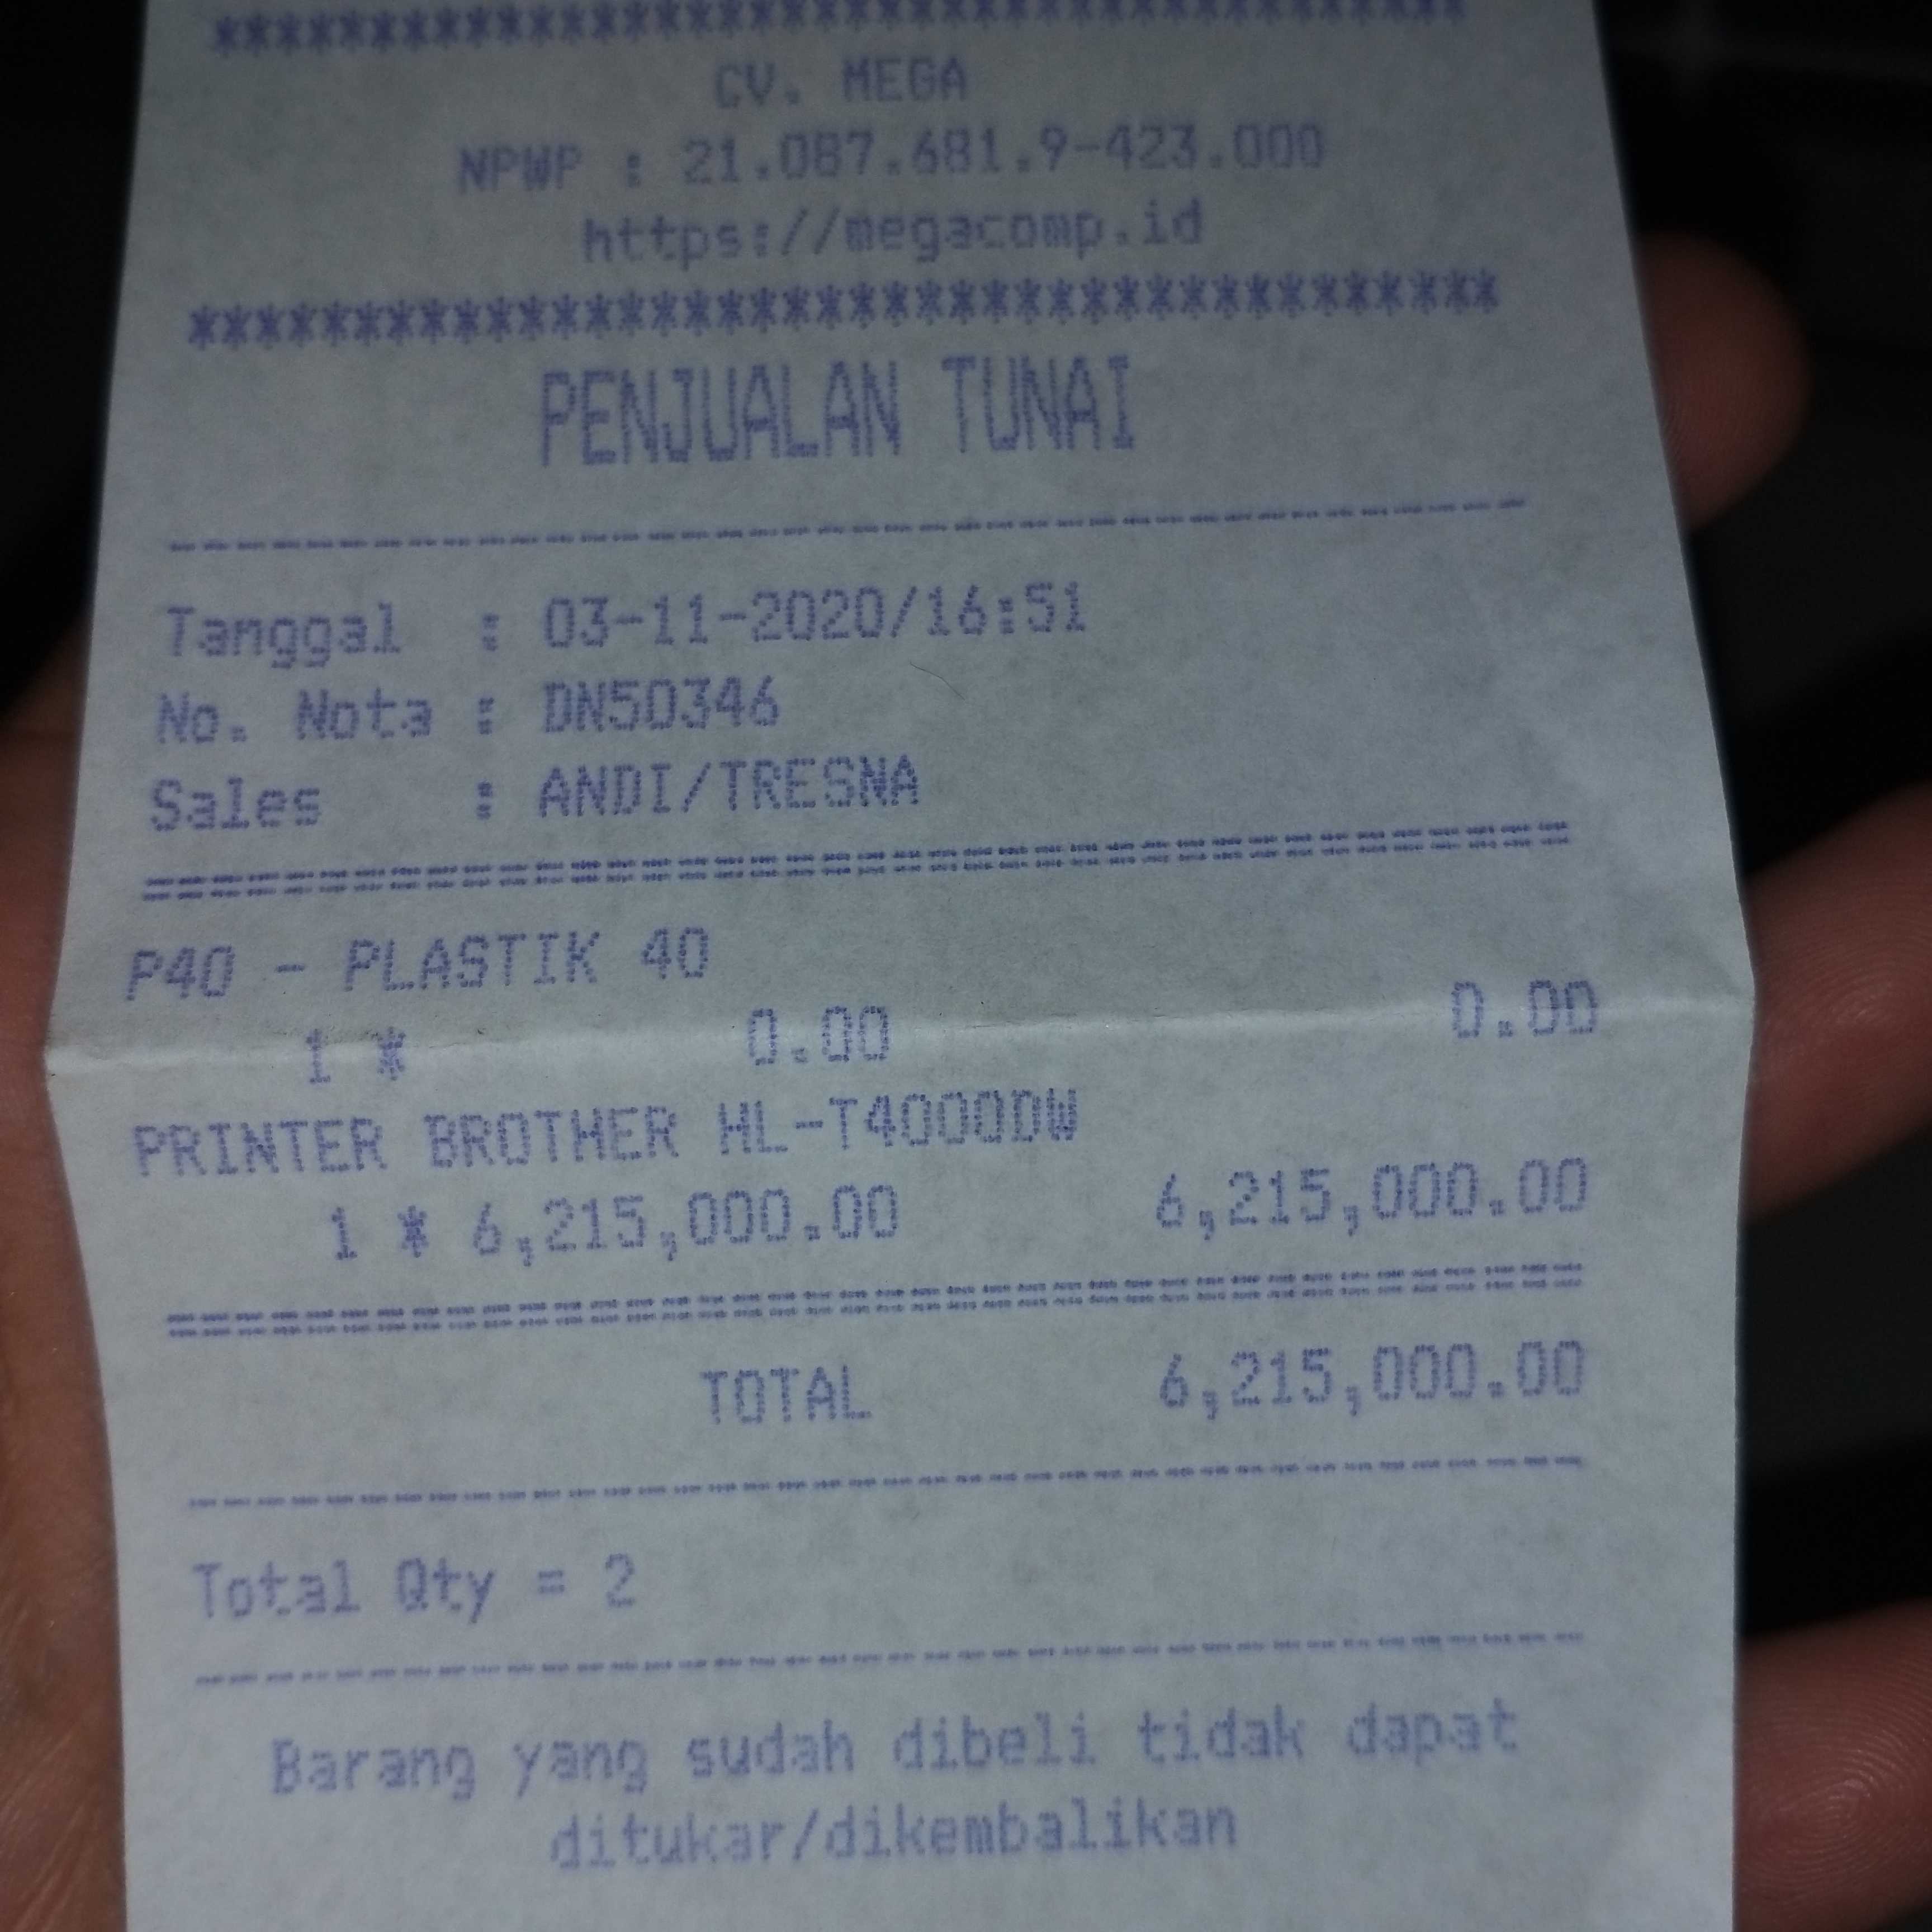 ****************************************
CV. MEGA
NPWP : 21.087.681.9-423.000
https://megacomp.id
****************************************
PENJUALAN TUNAI
----------------------------------------
Tanggal : 03-11-2020/16:51
No. Nota : DN50346
Sales : ANDI/TRESNA
========================================
P40 - PLASTIK 40
1 * 0.00 0.00
PRINTER BROTHER HL-T4000DW
1 * 6,215,000.00 6,215,000.00
========================================
TOTAL 6,215,000.00
----------------------------------------
Total Qty = 2
----------------------------------------
Barang yang sudah dibeli tidak dapat
ditukar/dikembalikan